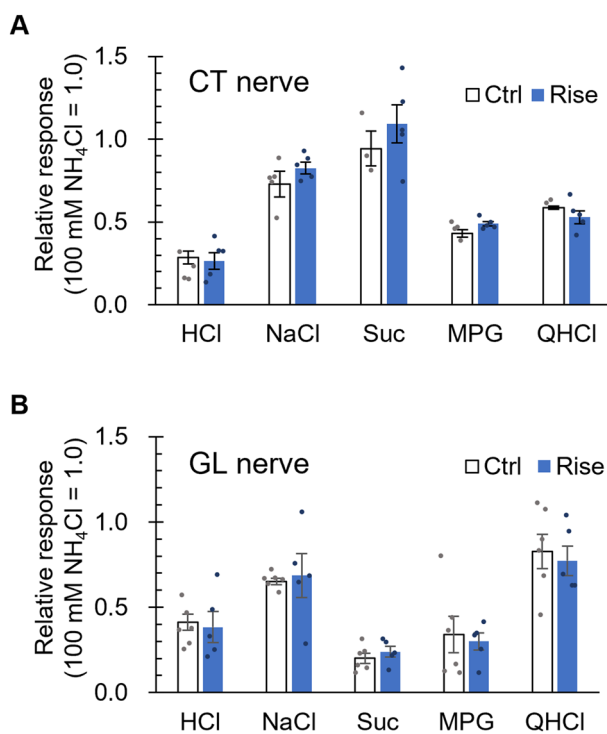 A
Relative response
(100 mM NH₄Cl = 1.0)
1.5
1.0
0.5
0.0
CT nerve
Ctrl Rise
HCl NaCl Suc MPG QHCl
B
Relative response
(100 mM NH₄Cl = 1.0)
1.5
1.0
0.5
0.0
GL nerve
Ctrl Rise
HCl NaCl Suc MPG QHCl